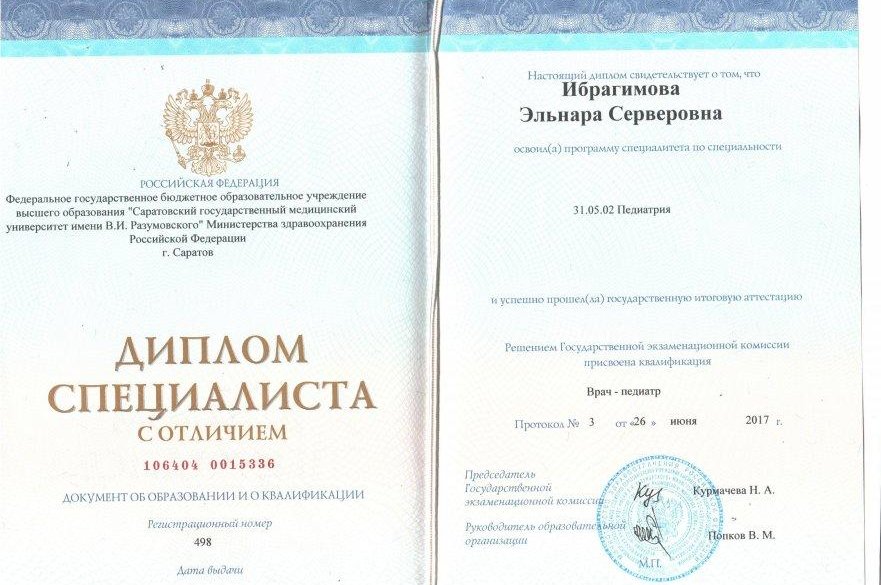 РОССИЙСКАЯ ФЕДЕРАЦИЯ
Федеральное государственное бюджетное образовательное учреждение
высшего образования "Саратовский государственный медицинский
университет имени В.И. Разумовского" Министерства здравоохранения
Российской Федерации
г. Саратов
ДИПЛОМ
СПЕЦИАЛИСТА
С ОТЛИЧИЕМ
106404 0015336
ДОКУМЕНТ ОБ ОБРАЗОВАНИИ И О КВАЛИФИКАЦИИ
Регистрационный номер
498
Дата выдачи
Настоящий диплом свидетельствует о том, что
Ибрагимова
Эльнара Серверовна
освоил(а) программу специалитета по специальности
31.05.02 Педиатрия
и успешно прошел(ла) государственную итоговую аттестацию
Решением Государственной экзаменационной комиссии
присвоена квалификация
Врач - педиатр
Протокол № 3 от «26 » июня 2017 г.
Председатель
Государственной
экзаменационной комиссии
Курмачева Н. А.
Руководитель образовательной
организации
Попков В. М.
М.П.